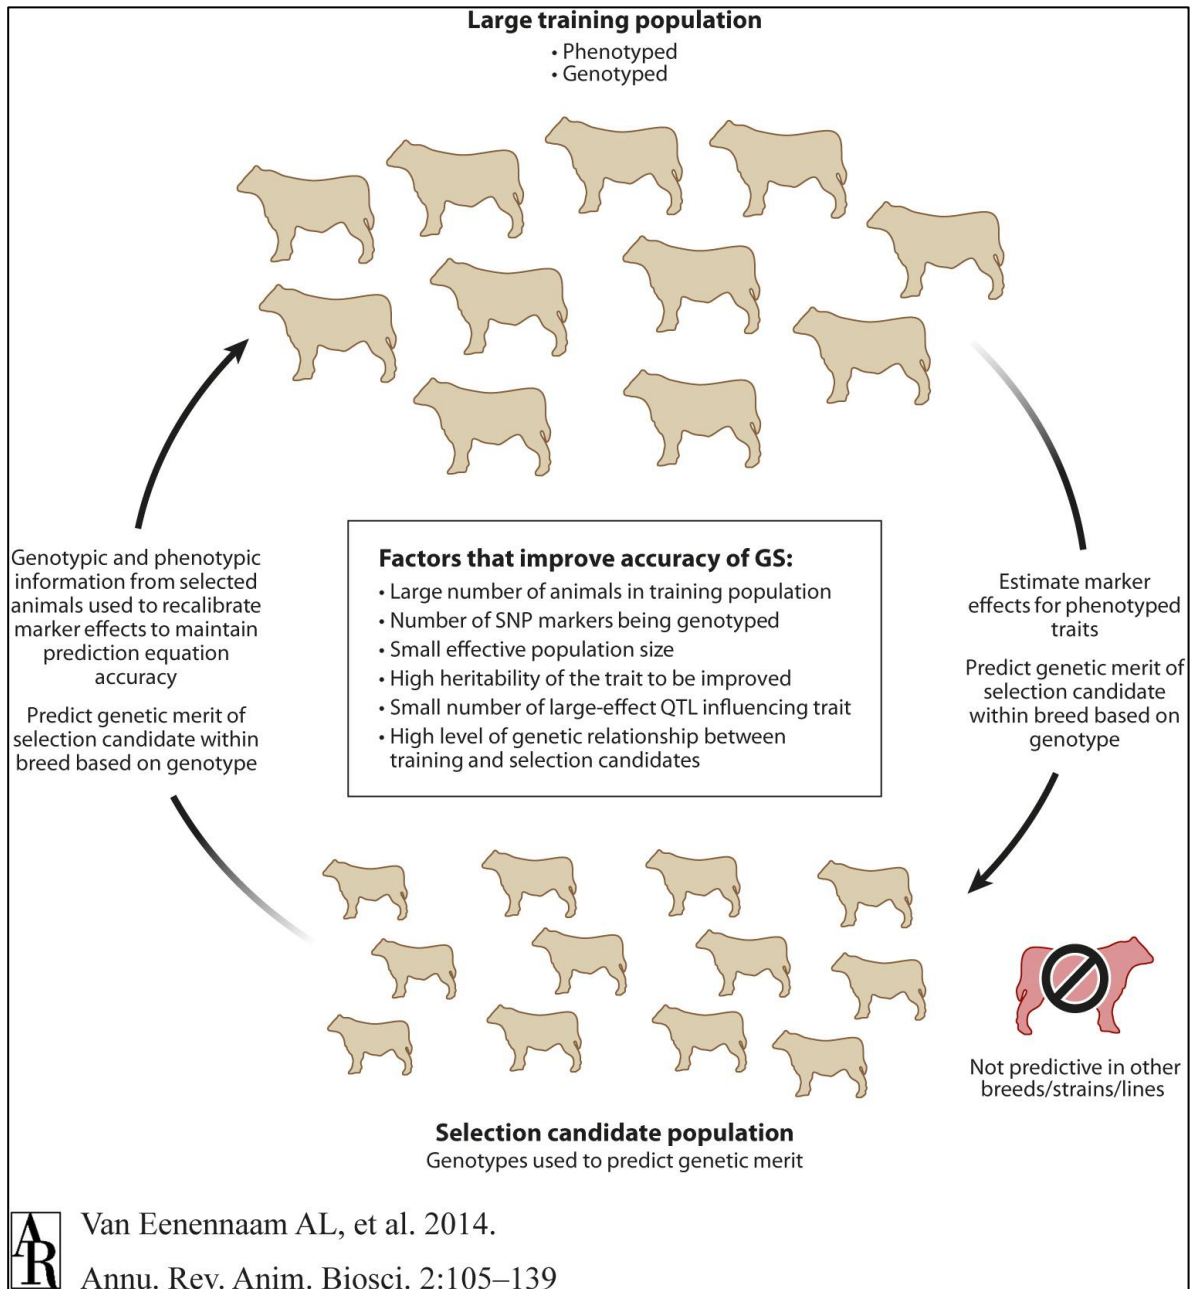 Large training population
• Phenotyped
• Genotyped
Genotypic and phenotypic
information from selected
animals used to recalibrate
marker effects to maintain
prediction equation
accuracy
Predict genetic merit of
selection candidate within
breed based on genotype
Factors that improve accuracy of GS:
• Large number of animals in training population
• Number of SNP markers being genotyped
• Small effective population size
• High heritability of the trait to be improved
• Small number of large-effect QTL influencing trait
• High level of genetic relationship between
training and selection candidates
Estimate marker
effects for phenotyped
traits
Predict genetic merit of
selection candidate
within breed based on
genotype
Not predictive in other
breeds/strains/lines
Selection candidate population
Genotypes used to predict genetic merit
AR
Van Eenennaam AL, et al. 2014.
Annu. Rev. Anim. Biosci. 2:105–139